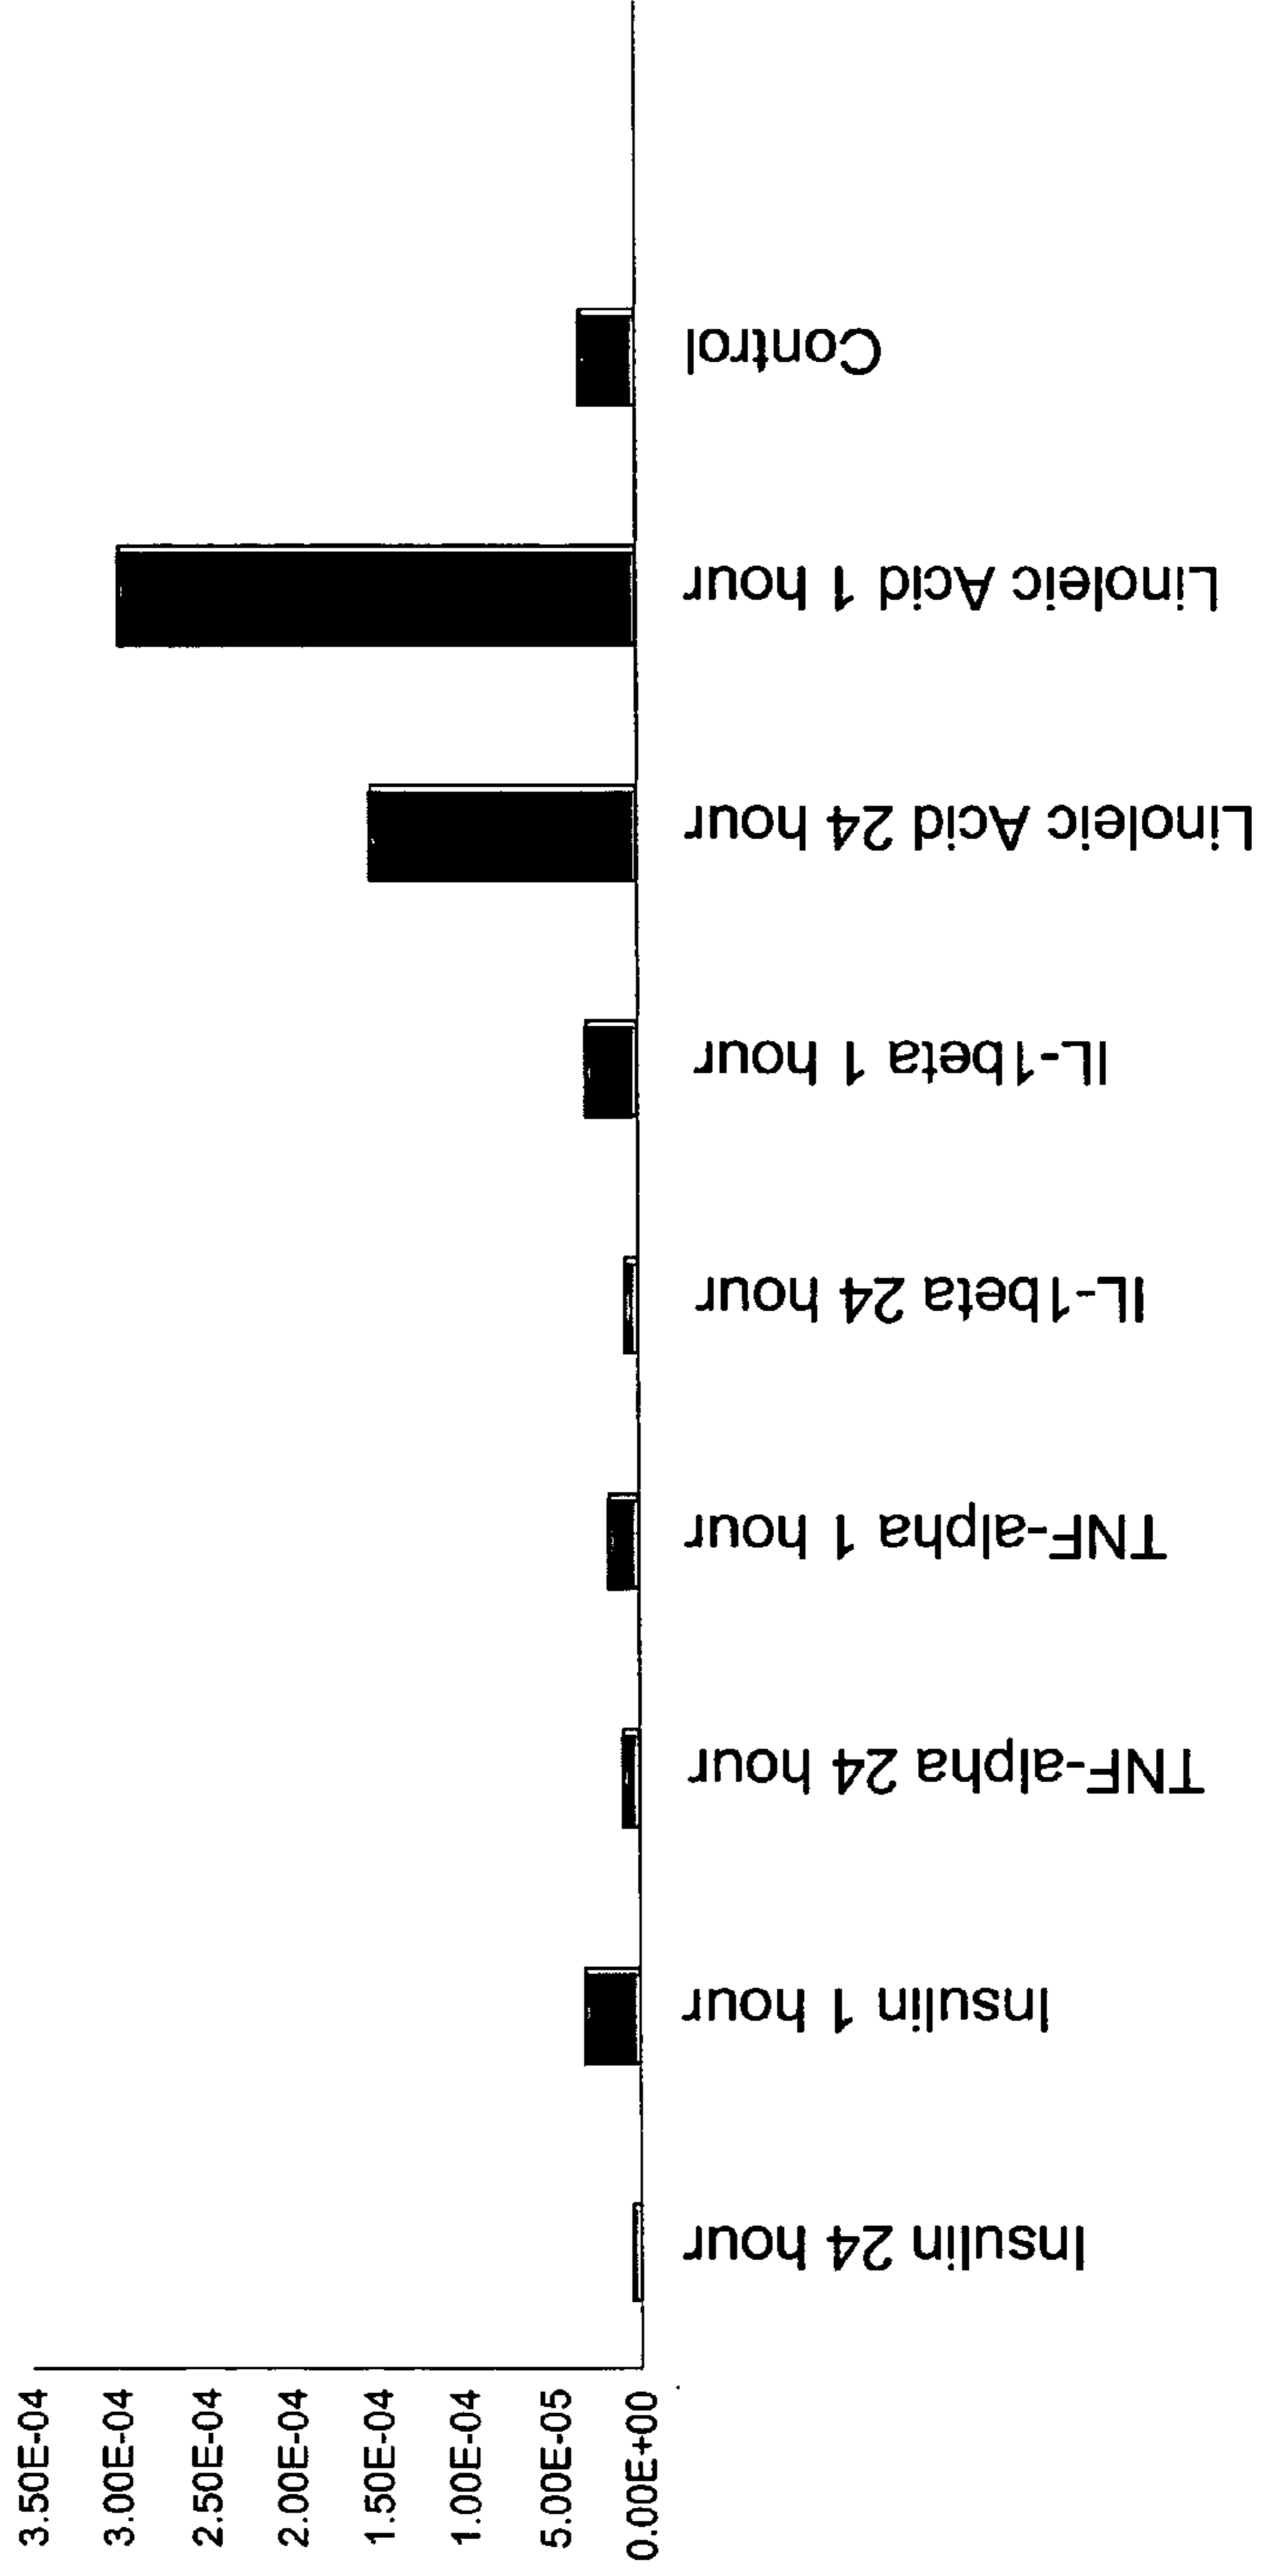 3.50E-04
3.00E-04
2.50E-04
2.00E-04
1.50E-04
1.00E-04
5.00E-05
0.00E+00
Insulin 24 hour
Insulin 1 hour
TNF-alpha 24 hour
TNF-alpha 1 hour
IL-1beta 24 hour
IL-1beta 1 hour
Linoleic Acid 24 hour
Linoleic Acid 1 hour
Control